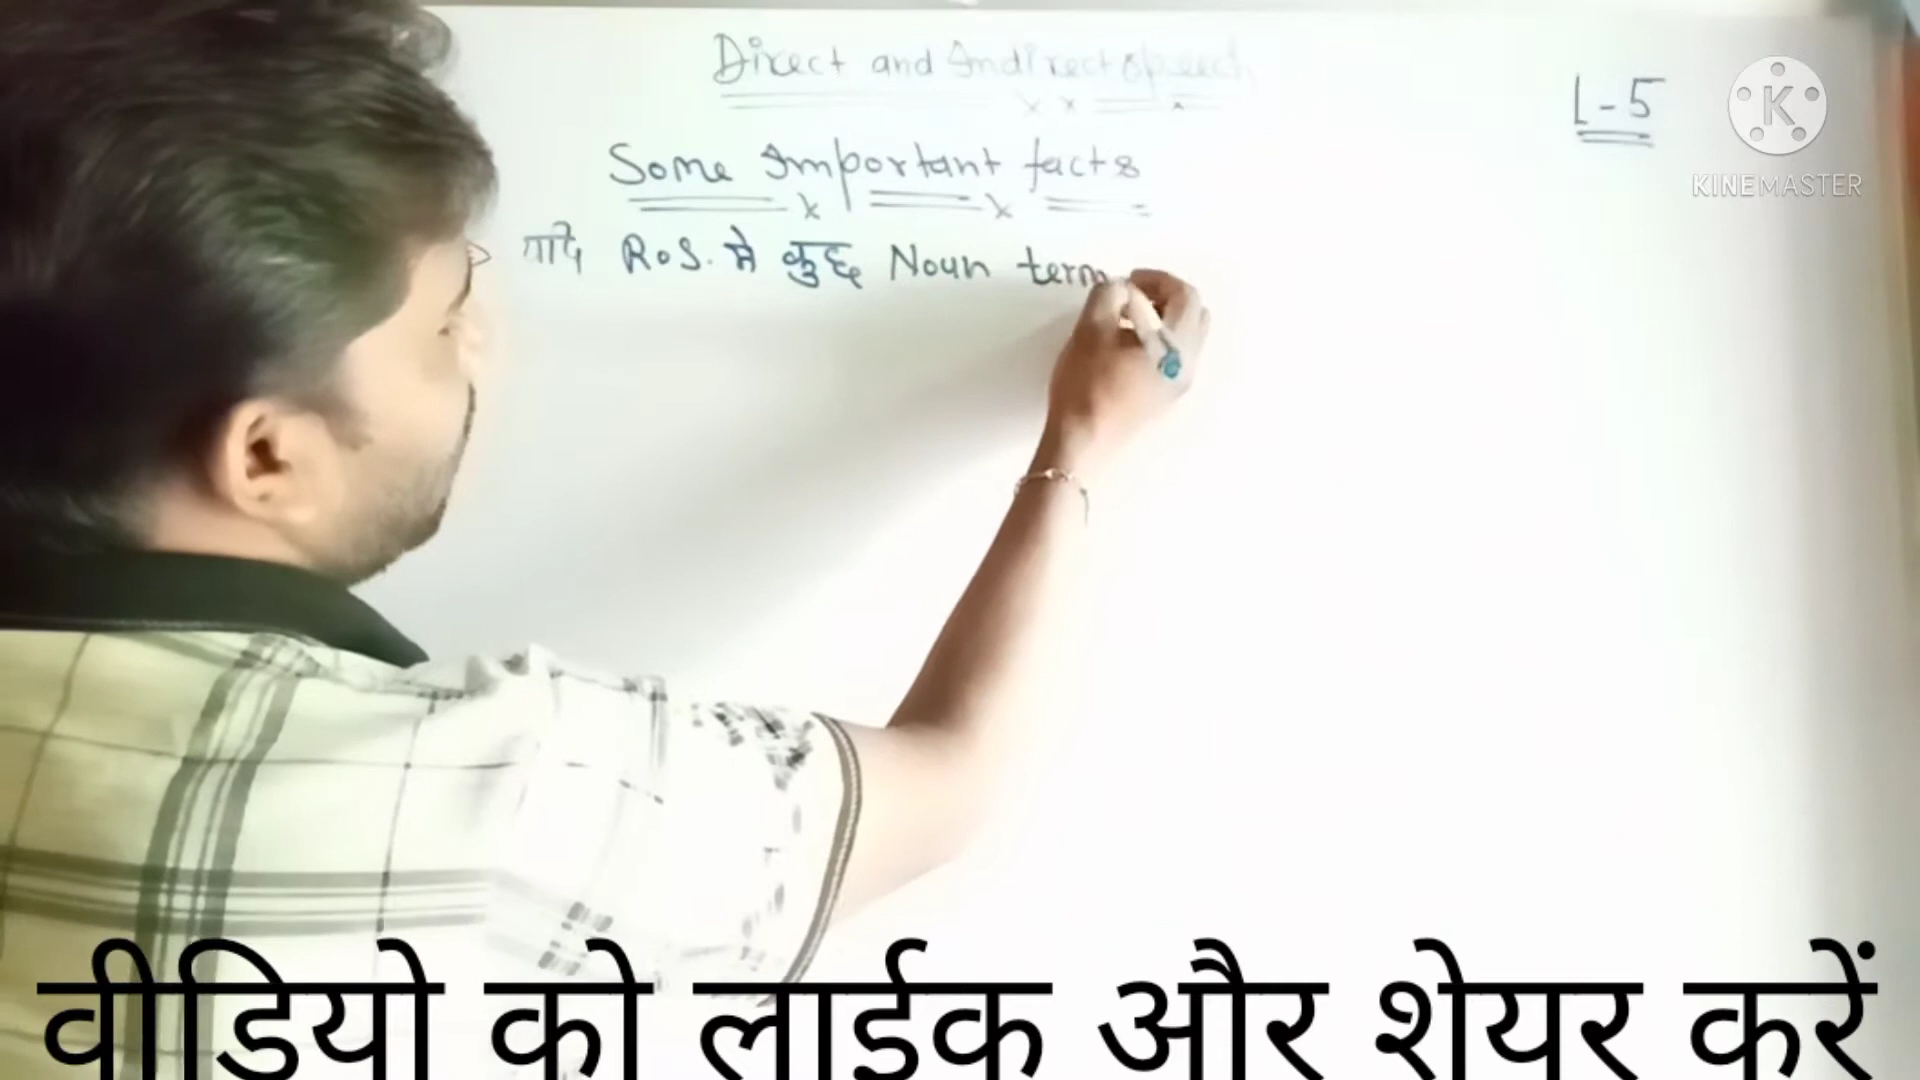 Direct and Indirect speech
L-5
KINEMASTER
Some Important facts
यदि R.S. मे कुछ Noun term
वीडियो को लाईक और शेयर करें